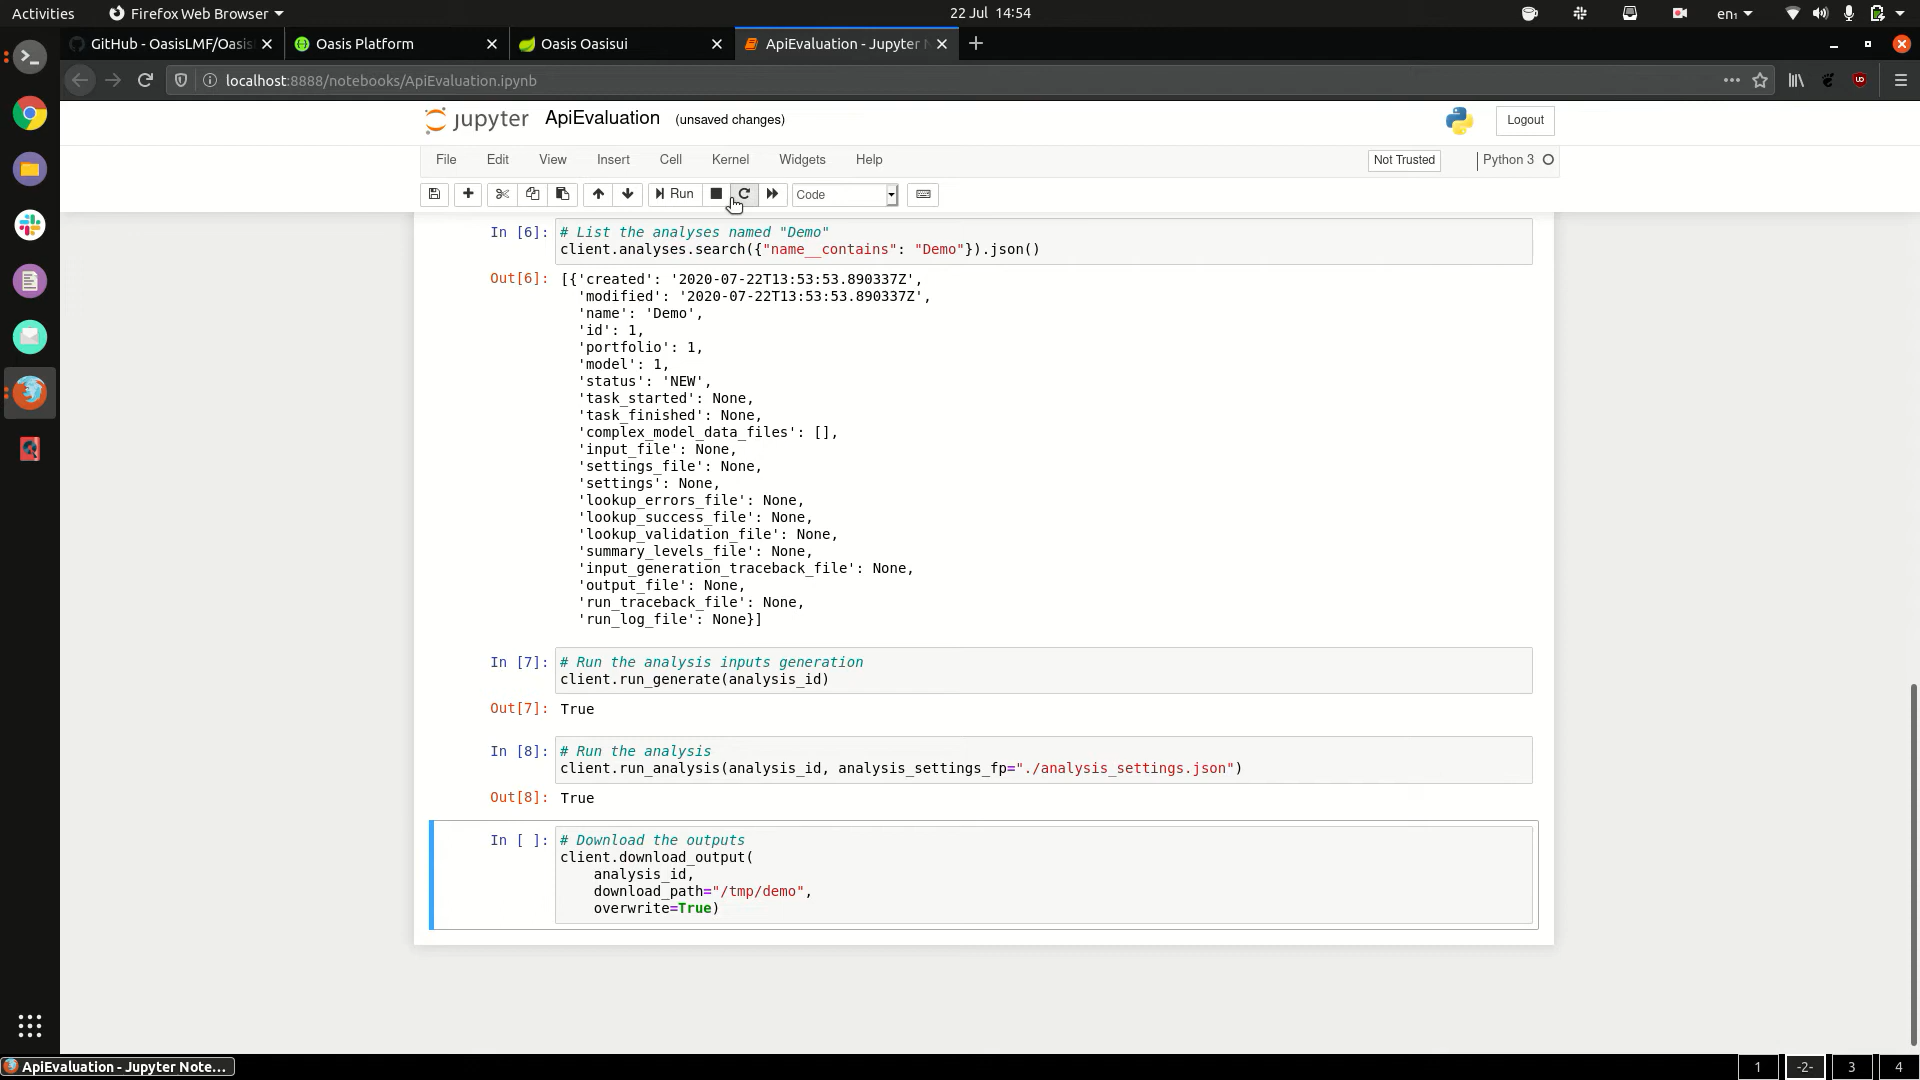 Activities
Firefox Web Browser
22 Jul 14:54
en₁
GitHub - OasisLMF/Oasis
Oasis Platform
Oasis Oasisui
ApiEvaluation - Jupyter N
localhost:8888/notebooks/ApiEvaluation.ipynb
jupyter
ApiEvaluation
(unsaved changes)
Logout
File
Edit
View
Insert
Cell
Kernel
Widgets
Help
Not Trusted
Python 3
Run
Code
In [6]:
# List the analyses named "Demo"
client.analyses.search({"name__contains": "Demo"}).json()
Out[6]:
[{'created': '2020-07-22T13:53:53.890337Z',
'modified': '2020-07-22T13:53:53.890337Z',
'name': 'Demo',
'id': 1,
'portfolio': 1,
'model': 1,
'status': 'NEW',
'task_started': None,
'task_finished': None,
'complex_model_data_files': [],
'input_file': None,
'settings_file': None,
'settings': None,
'lookup_errors_file': None,
'lookup_success_file': None,
'lookup_validation_file': None,
'summary_levels_file': None,
'input_generation_traceback_file': None,
'output_file': None,
'run_traceback_file': None,
'run_log_file': None}]
In [7]:
# Run the analysis inputs generation
client.run_generate(analysis_id)
Out[7]:
True
In [8]:
# Run the analysis
client.run_analysis(analysis_id, analysis_settings_fp="./analysis_settings.json")
Out[8]:
True
In [ ]:
# Download the outputs
client.download_output(
analysis_id,
download_path="/tmp/demo",
overwrite=True)
ApiEvaluation - Jupyter Note...
1
-2-
3
4